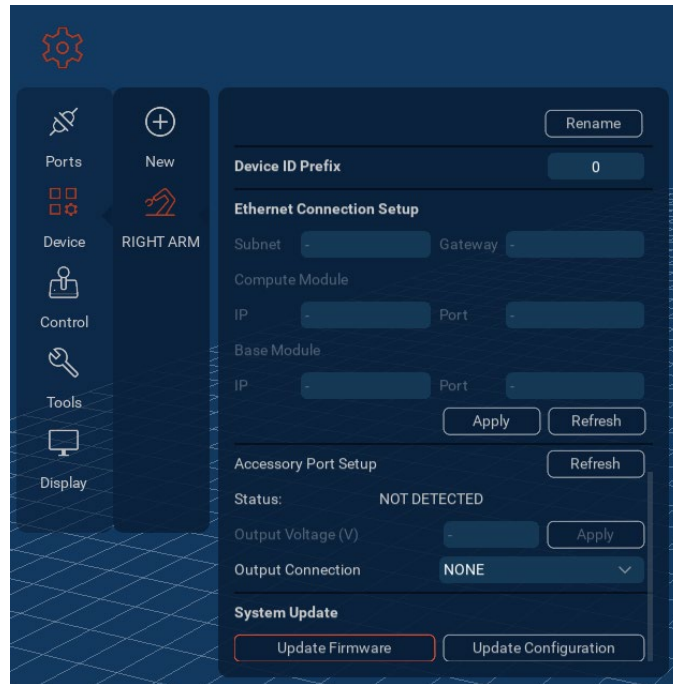 Ports
Device
Control
Tools
Display
New
RIGHT ARM
Rename
Device ID Prefix 0
Ethernet Connection Setup
Subnet - Gateway -
Compute Module
IP - Port -
Base Module
IP - Port -
Apply Refresh
Accessory Port Setup Refresh
Status: NOT DETECTED
Output Voltage (V) - Apply
Output Connection NONE
System Update
Update Firmware Update Configuration